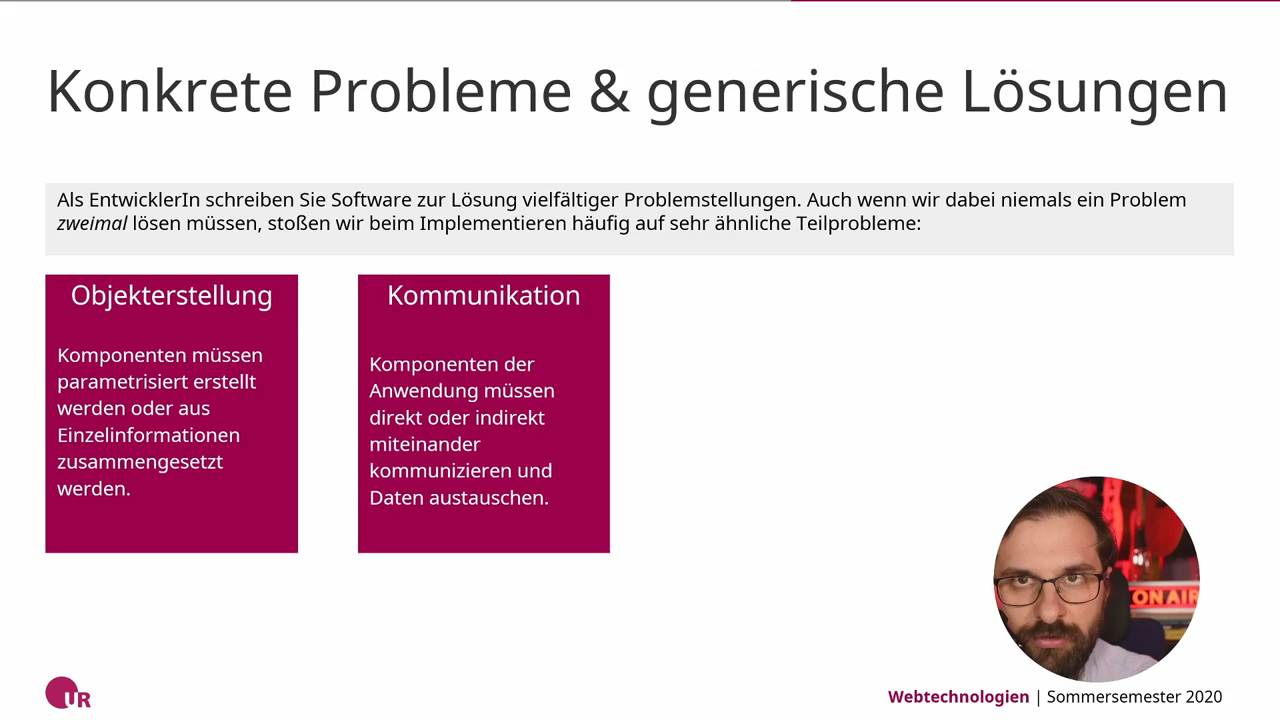 Konkrete Probleme & generische Lösungen
Als EntwicklerIn schreiben Sie Software zur Lösung vielfältiger Problemstellungen. Auch wenn wir dabei niemals ein Problem
zweimal lösen müssen, stoßen wir beim Implementieren häufig auf sehr ähnliche Teilprobleme:
Objekterstellung
Komponenten müssen
parametrisiert erstellt
werden oder aus
Einzelinformationen
zusammengesetzt
werden.
Kommunikation
Komponenten der
Anwendung müssen
direkt oder indirekt
miteinander
kommunizieren und
Daten austauschen.
ON AIR
UR
Webtechnologien | Sommersemester 2020